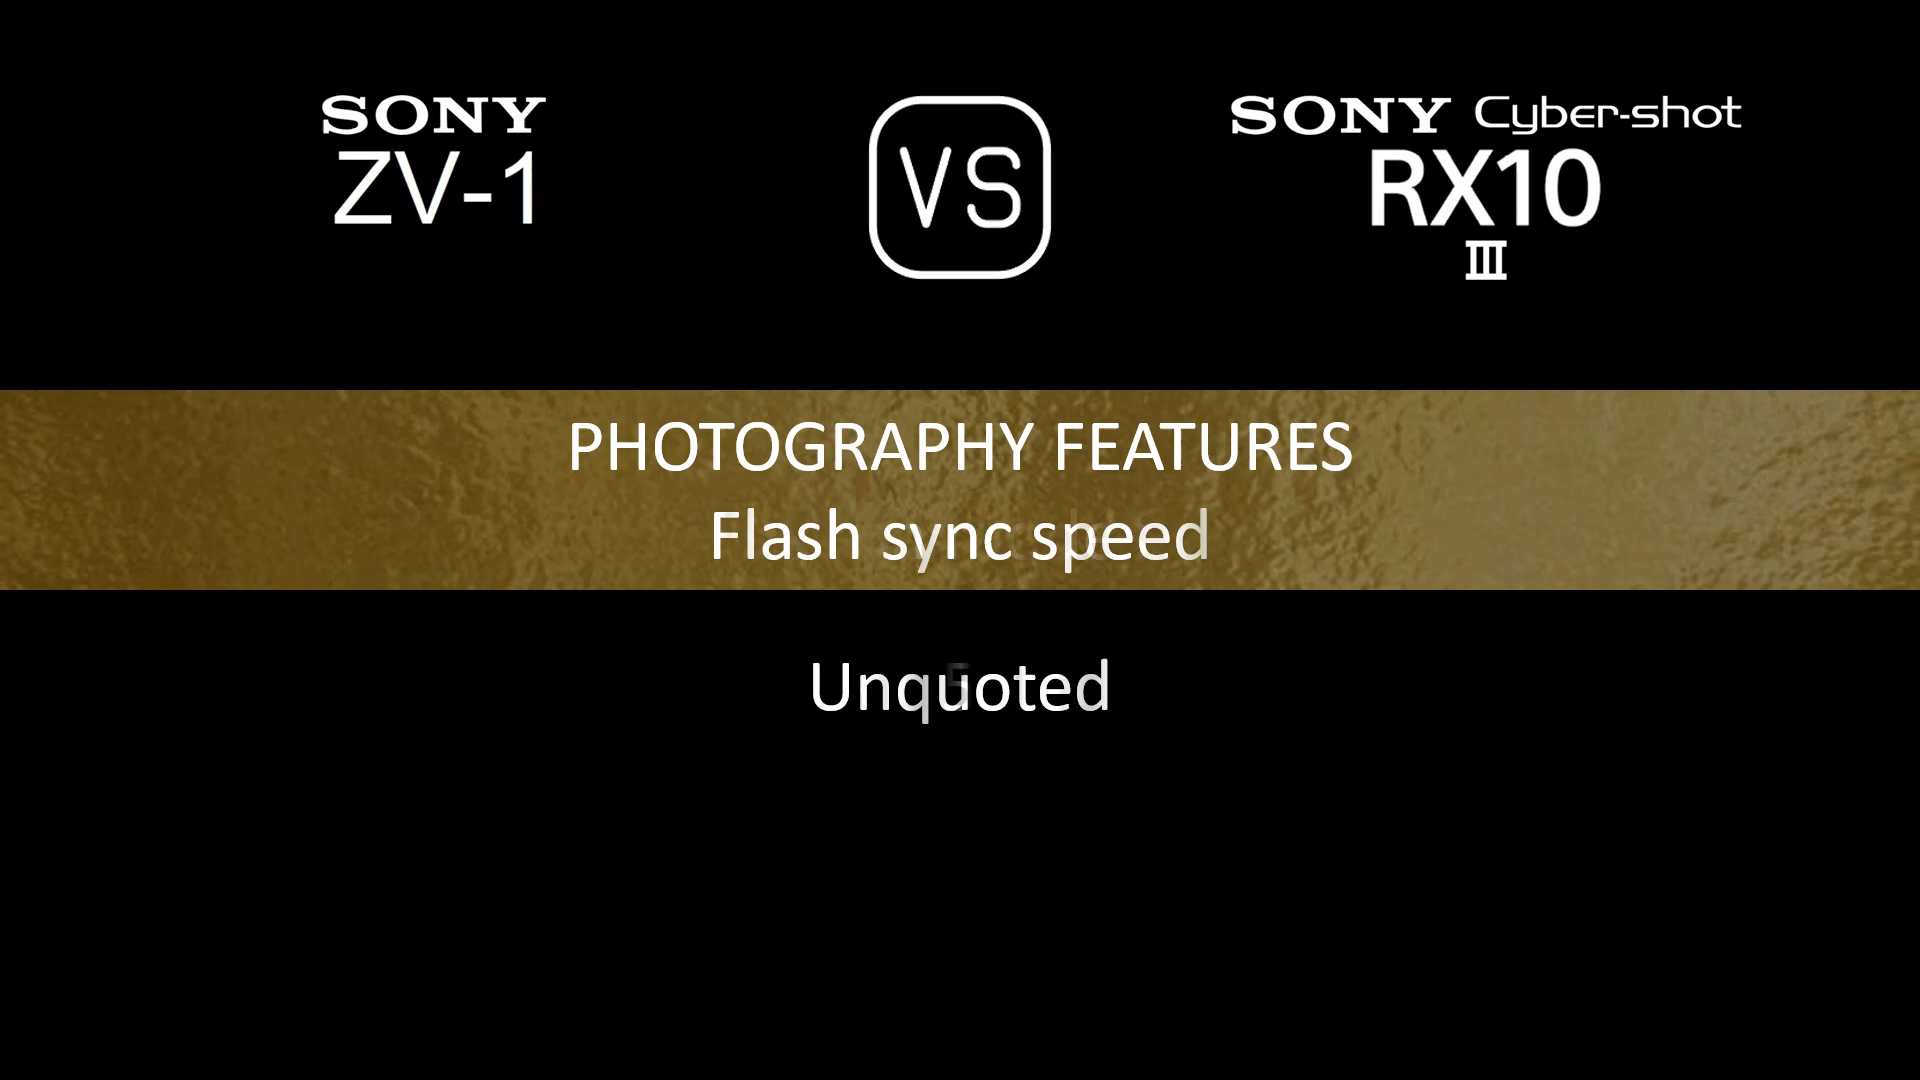 SONY
ZV-1
VS
SONY Cyber-shot
RX10
III
PHOTOGRAPHY FEATURES
Flash sync speed
Unquoted